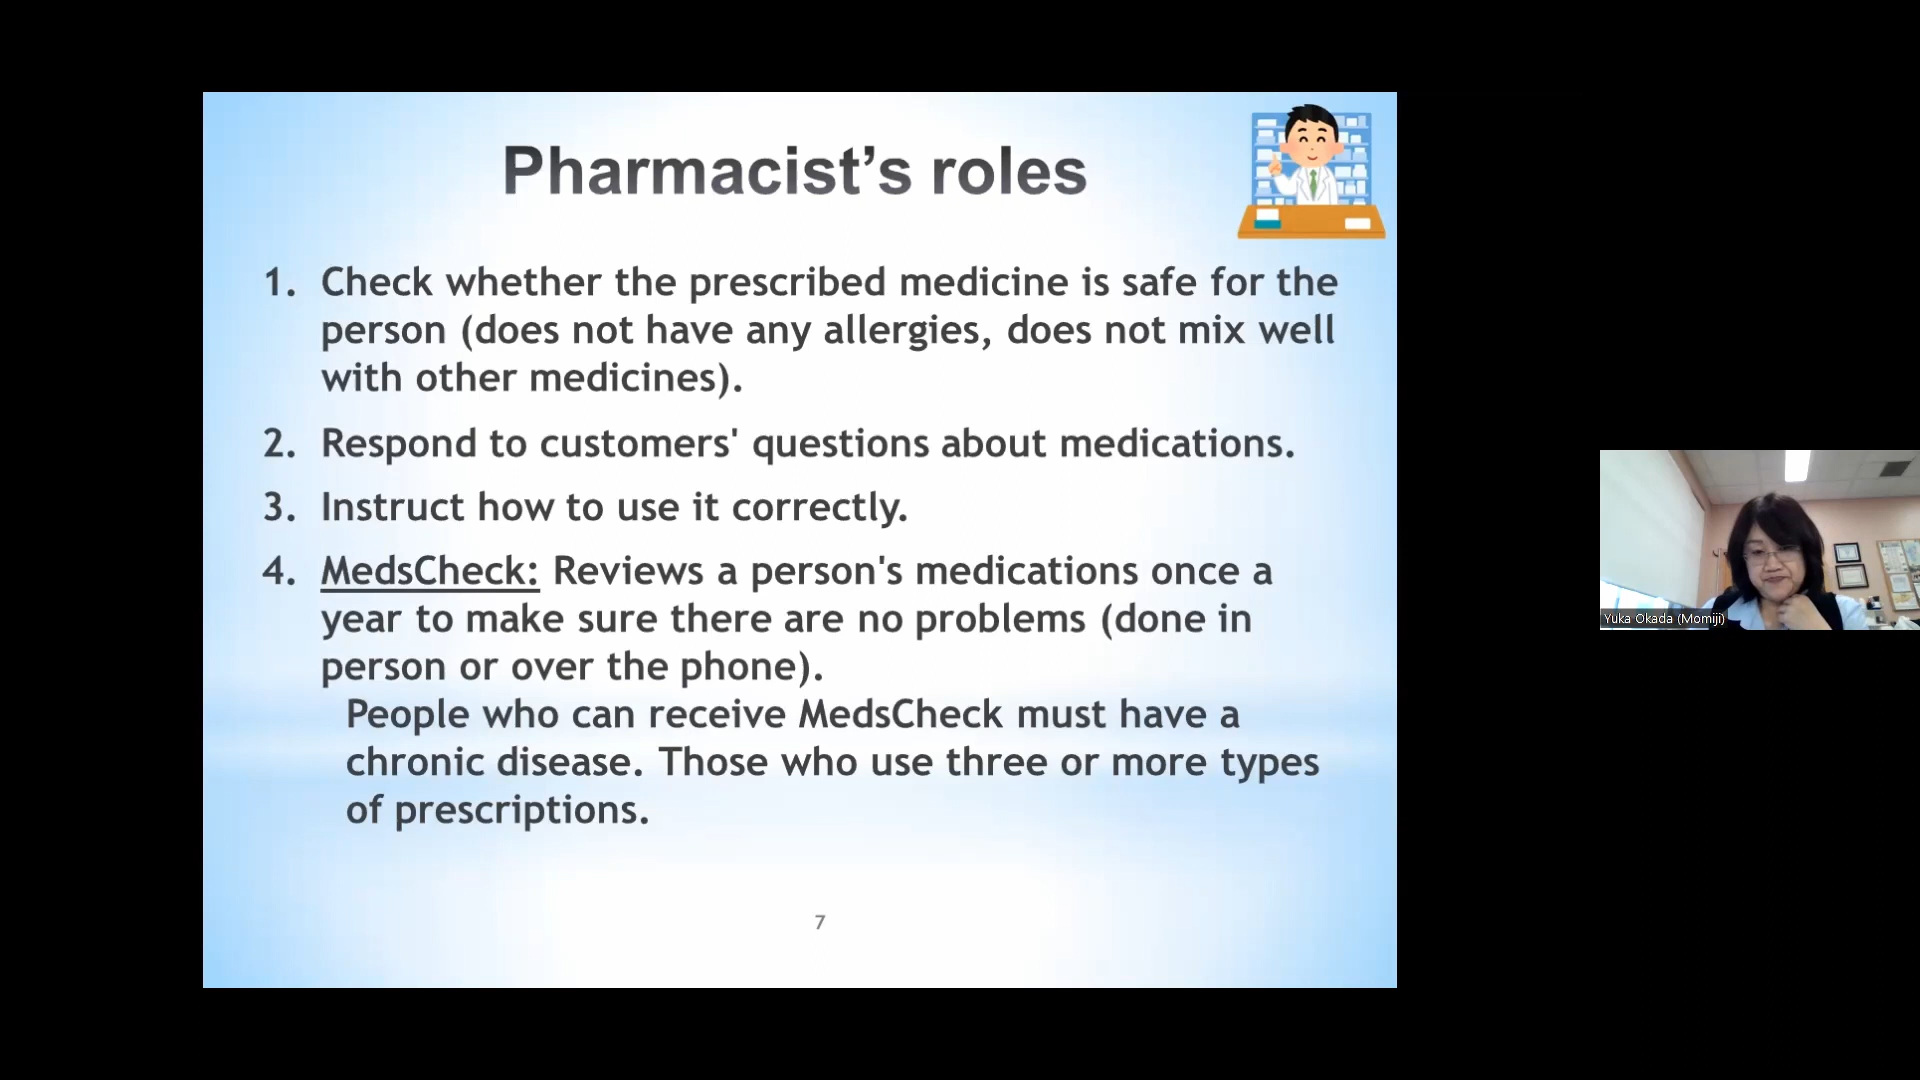 Pharmacist’s roles
1. Check whether the prescribed medicine is safe for the
person (does not have any allergies, does not mix well
with other medicines).
2. Respond to customers' questions about medications.
3. Instruct how to use it correctly.
4. MedsCheck: Reviews a person's medications once a
year to make sure there are no problems (done in
person or over the phone).
People who can receive MedsCheck must have a
chronic disease. Those who use three or more types
of prescriptions.
7
Yuka Okada (Momiji)